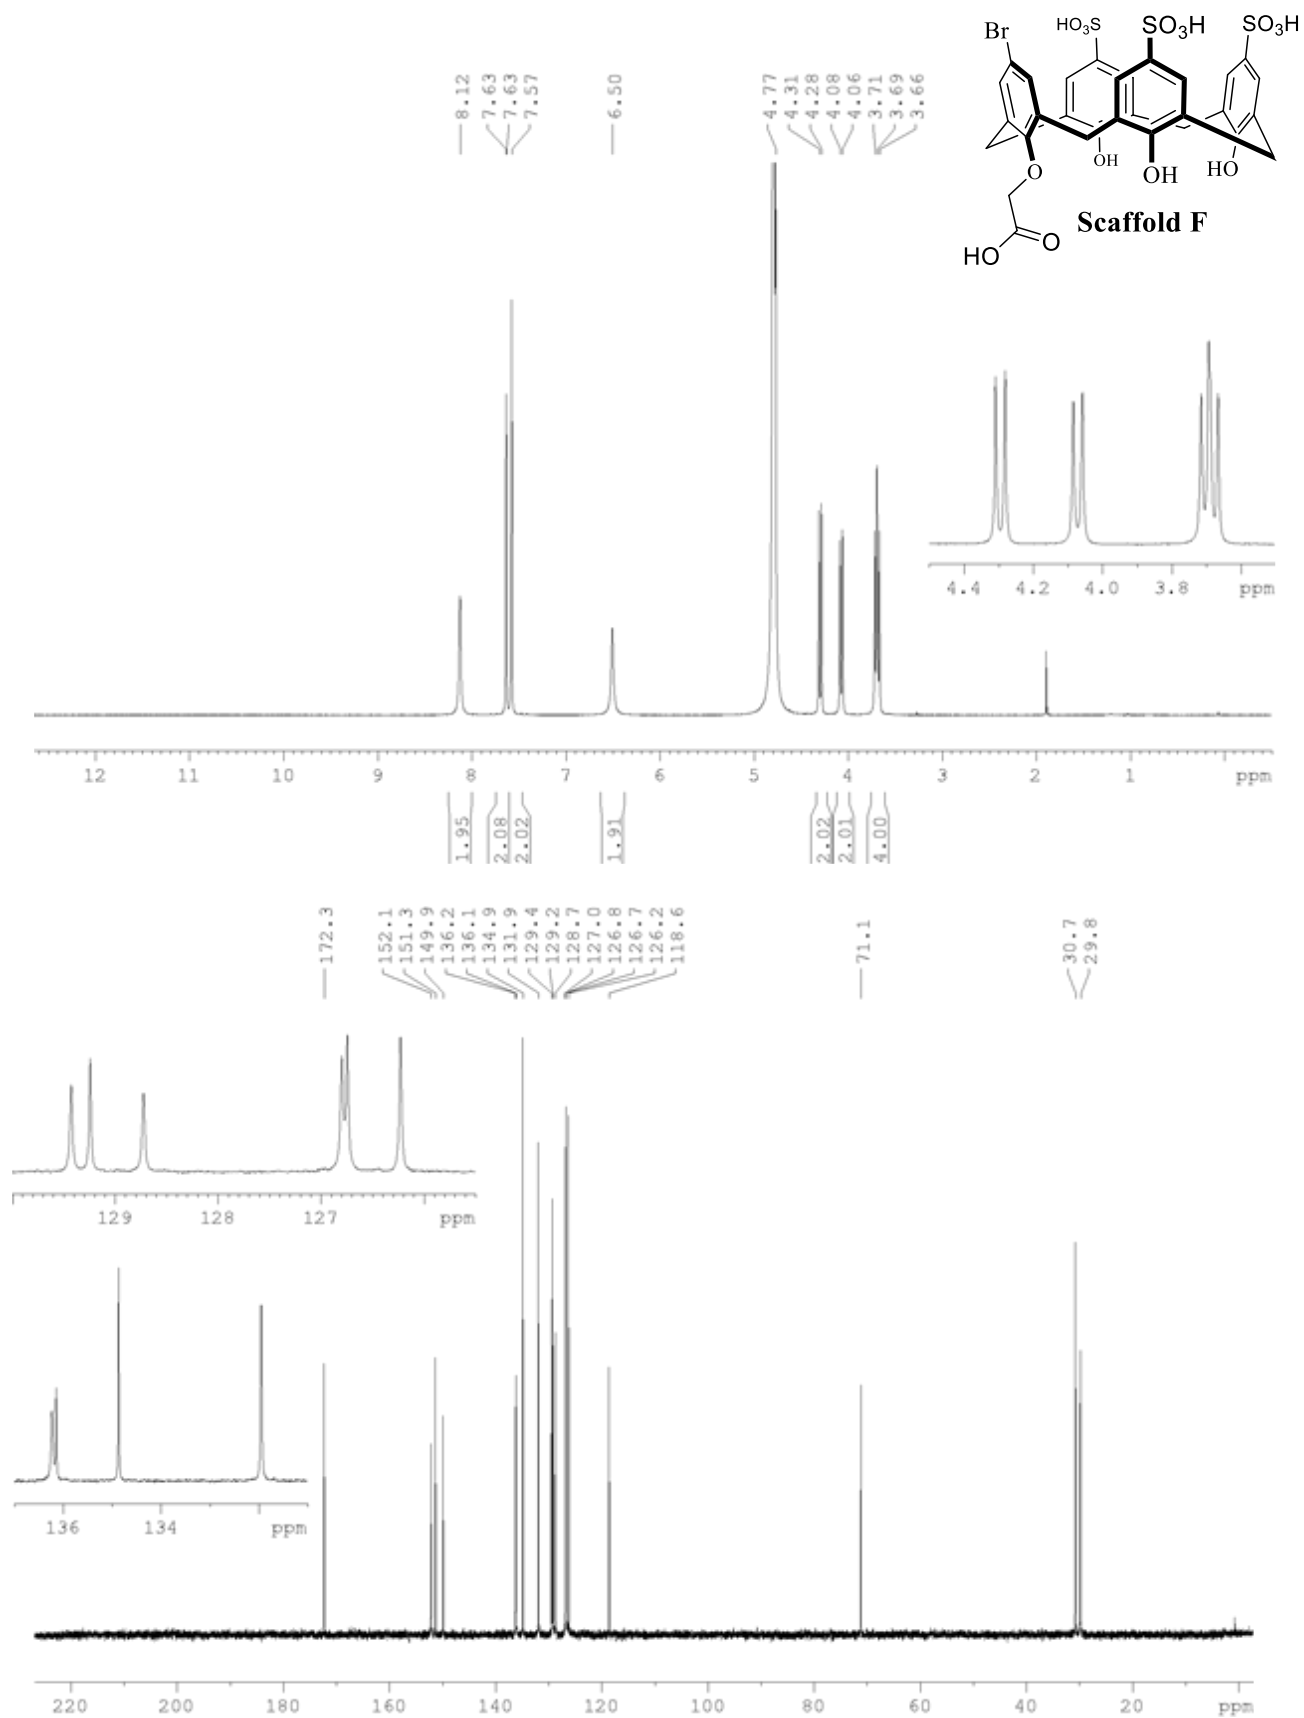 Br
HO₃S
SO₃H
SO₃H
O
OH
OH
HO
HO
O
Scaffold F
8.12
7.63
7.63
7.57
6.50
4.77
4.31
4.28
4.08
4.06
3.71
3.69
3.66
4.4 4.2 4.0 3.8 ppm
12 11 10 9 8 7 6 5 4 3 2 1 ppm
1.95
2.08
2.02
1.91
2.02
2.01
4.00
172.3
152.1
151.3
149.9
136.2
136.1
134.9
131.9
129.4
129.2
128.7
127.0
126.8
126.7
126.2
118.6
71.1
30.7
29.8
129 128 127 ppm
136 134 ppm
220 200 180 160 140 120 100 80 60 40 20 ppm